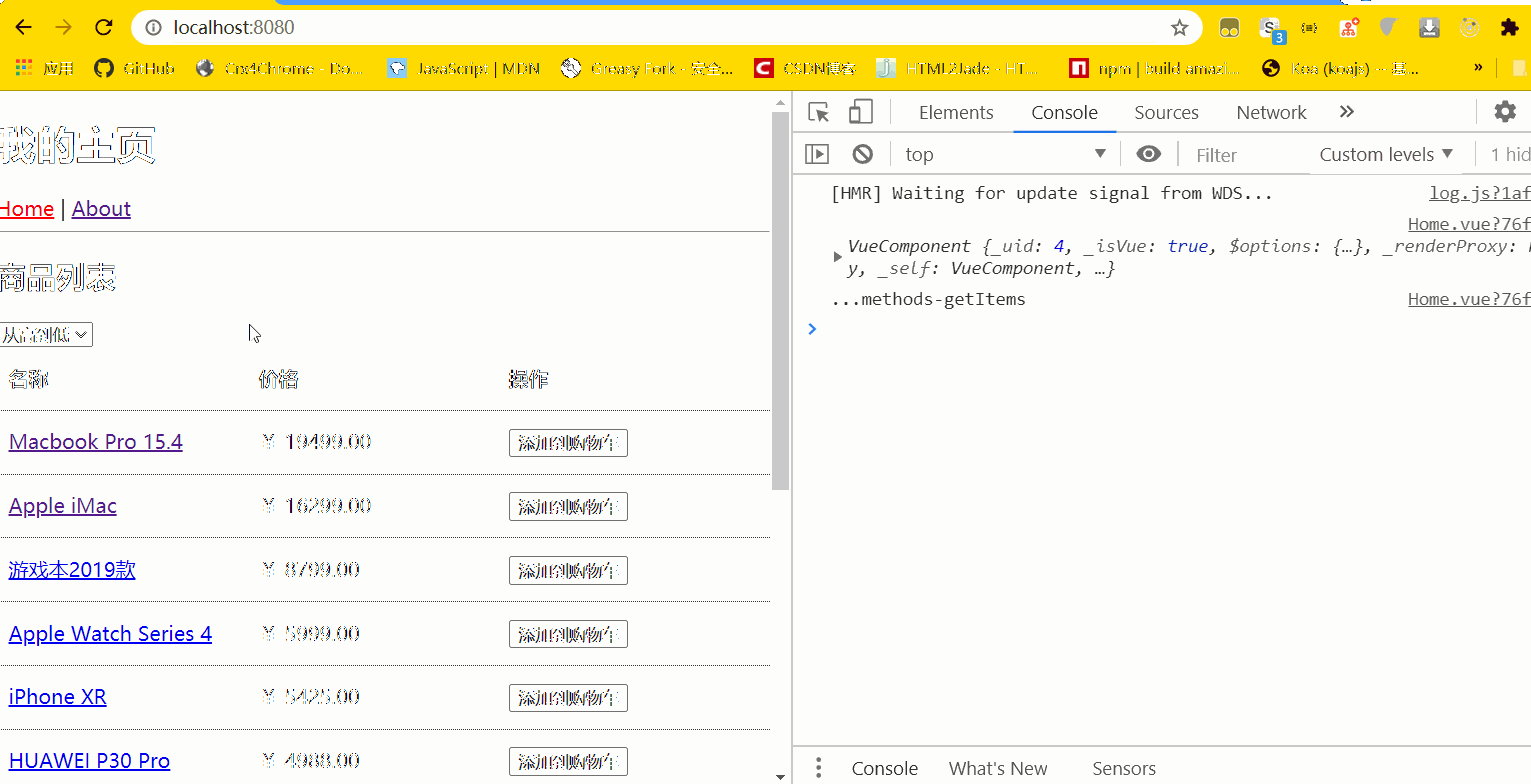 localhost:8080
3
应用 GitHub Crx4Chrome - Do... JavaScript | MDN Greasy Fork - 安全... CSDN博客 HTML2Jade - HT... npm | build amazi... Koa (koajs) -- 基... »
我的主页
Home | About
商品列表
从高到低
名称 价格 操作
Macbook Pro 15.4 ¥ 19499.00 添加到购物车
Apple iMac ¥ 16299.00 添加到购物车
游戏本2019款 ¥ 8799.00 添加到购物车
Apple Watch Series 4 ¥ 5999.00 添加到购物车
iPhone XR ¥ 5425.00 添加到购物车
HUAWEI P30 Pro ¥ 4988.00 添加到购物车
Elements Console Sources Network »
top ▼ Filter Custom levels ▼ 1 hid
[HMR] Waiting for update signal from WDS... log.js?1af
Home.vue?76f
VueComponent {_uid: 4, _isVue: true, $options: {…}, _renderProxy:
y, _self: VueComponent, …}
...methods-getItems Home.vue?76f
Console What's New Sensors